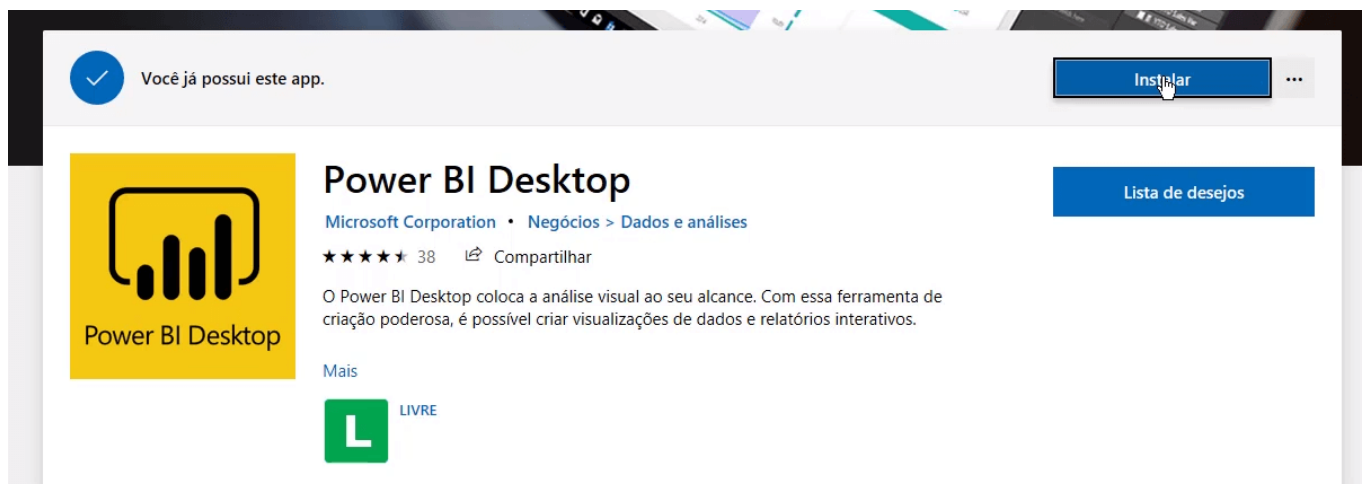 Você já possui este app.
Instalar
...
Power BI Desktop
Power BI Desktop
Microsoft Corporation • Negócios > Dados e análises
Lista de desejos
38 Compartilhar
O Power BI Desktop coloca a análise visual ao seu alcance. Com essa ferramenta de
criação poderosa, é possível criar visualizações de dados e relatórios interativos.
Mais
L
LIVRE